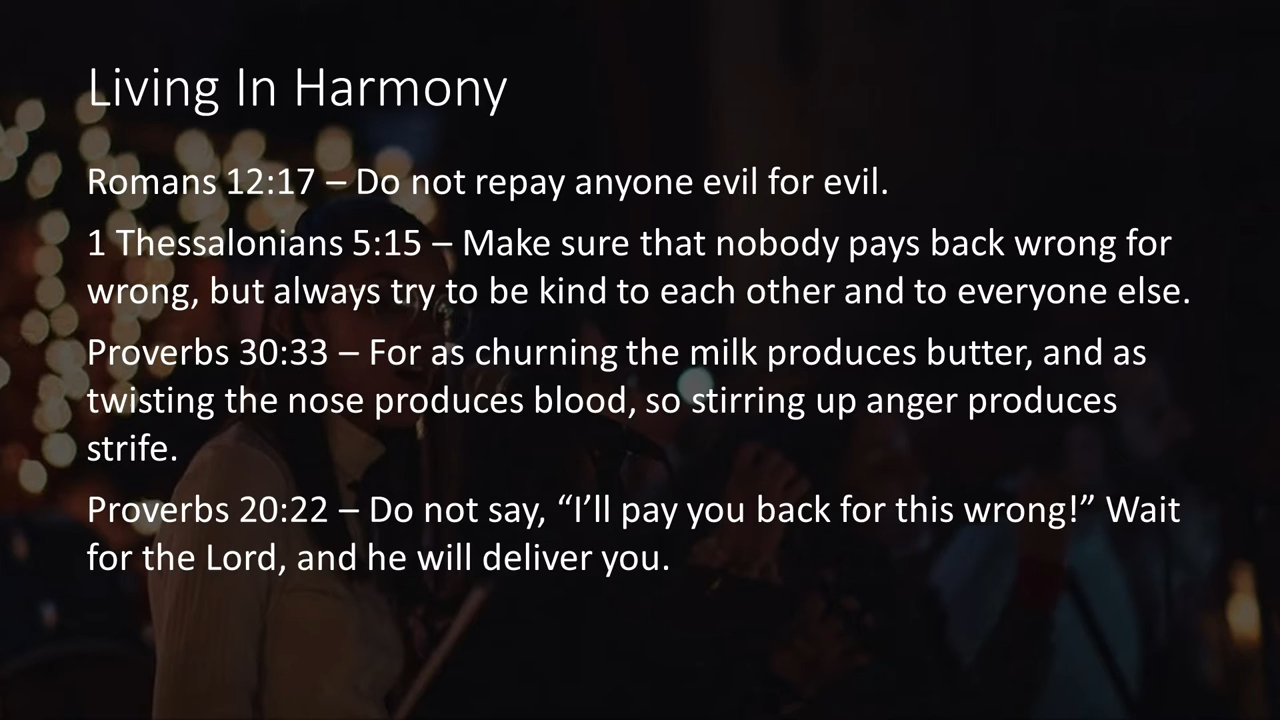 Living In Harmony
Romans 12:17 – Do not repay anyone evil for evil.
1 Thessalonians 5:15 – Make sure that nobody pays back wrong for
wrong, but always try to be kind to each other and to everyone else.
Proverbs 30:33 – For as churning the milk produces butter, and as
twisting the nose produces blood, so stirring up anger produces
strife.
Proverbs 20:22 – Do not say, “I’ll pay you back for this wrong!” Wait
for the Lord, and he will deliver you.